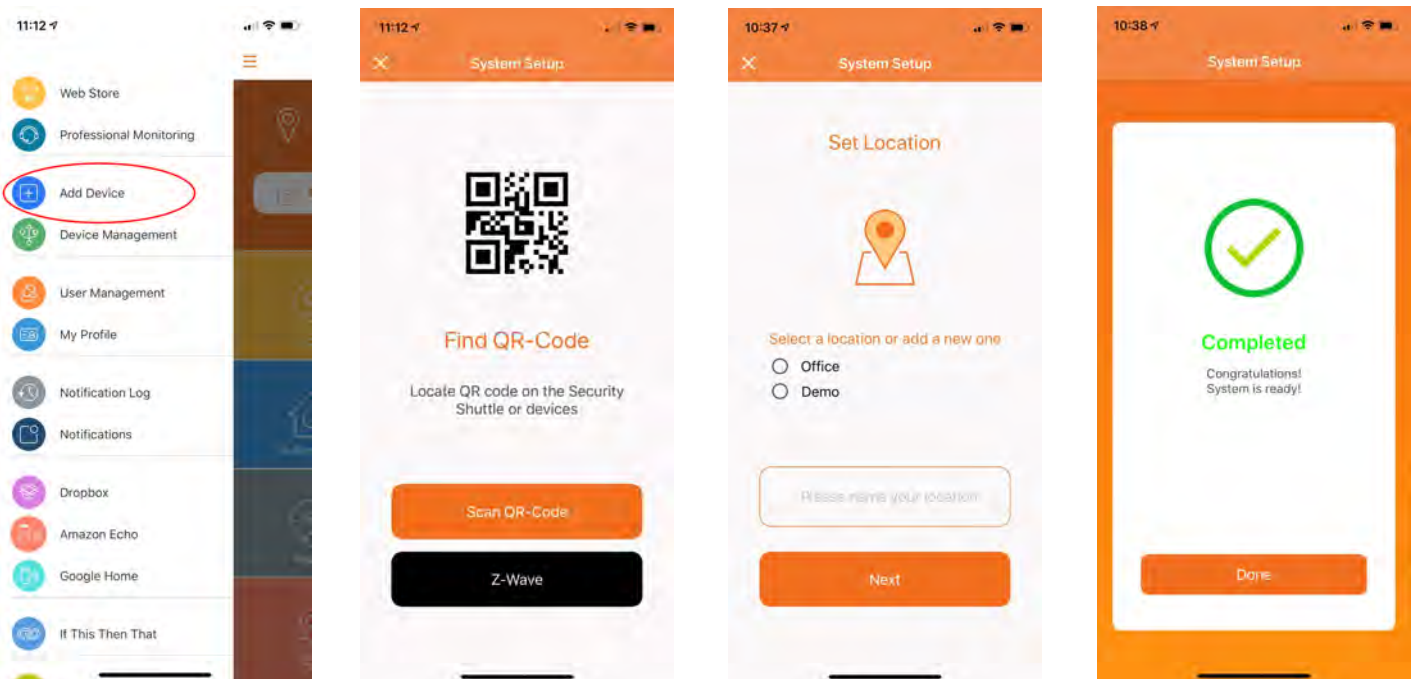 11:12
Web Store
Professional Monitoring
Add Device
Device Management
User Management
My Profile
Notification Log
Notifications
Dropbox
Amazon Echo
Google Home
If This Then That
11:12
System Setup
Find QR-Code
Locate QR code on the Security
Shuttle or devices
Scan QR-Code
Z-Wave
10:37
System Setup
Set Location
Select a location or add a new one
Office
Demo
Please name your location
Next
10:38
System Setup
Completed
Congratulations!
System is ready!
Done